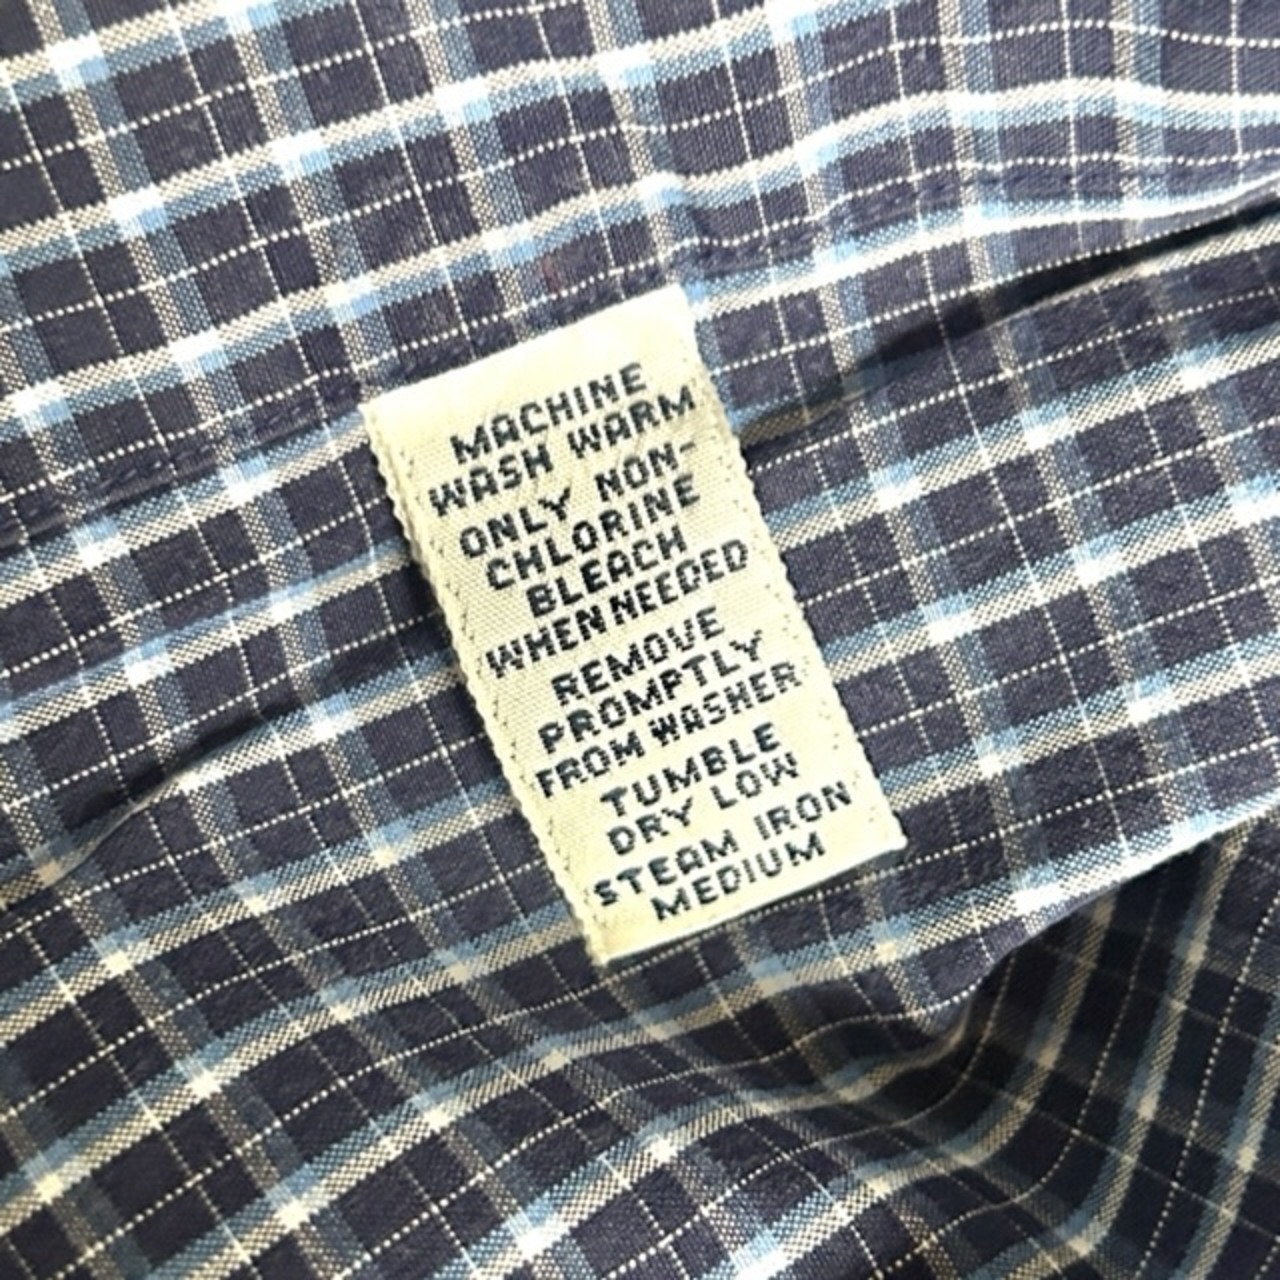 MACHINE
WASH WARM
ONLY NON-
CHLORINE
BLEACH
WHEN NEEDED
REMOVE
PROMPTLY
FROM WASHER
TUMBLE
DRY LOW
STEAM IRON
MEDIUM